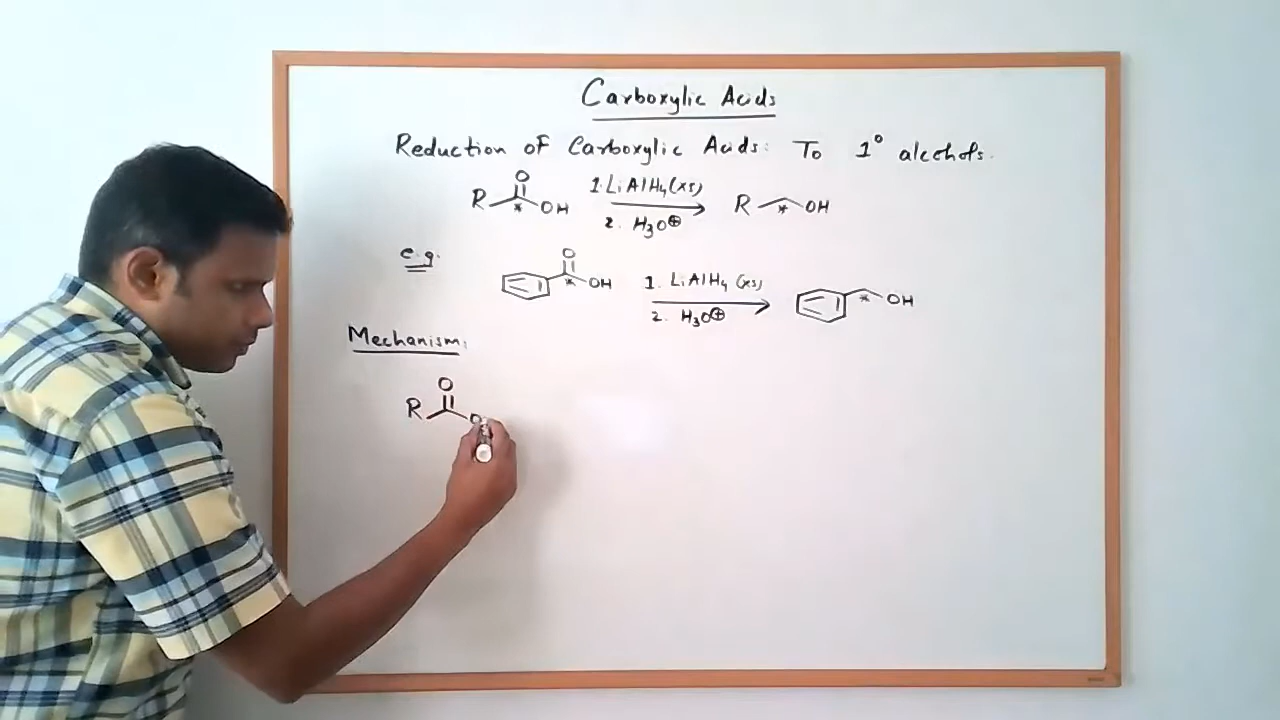 Carboxylic Acids
Reduction of Carboxylic Acids: To 1° alcohols.
O
R * OH 1. LiAlH4 (xs) R * OH
2. H3O⊕
e.g.
O
* OH 1. LiAlH4 (xs) * OH
2. H3O⊕
Mechanism:
O
R O